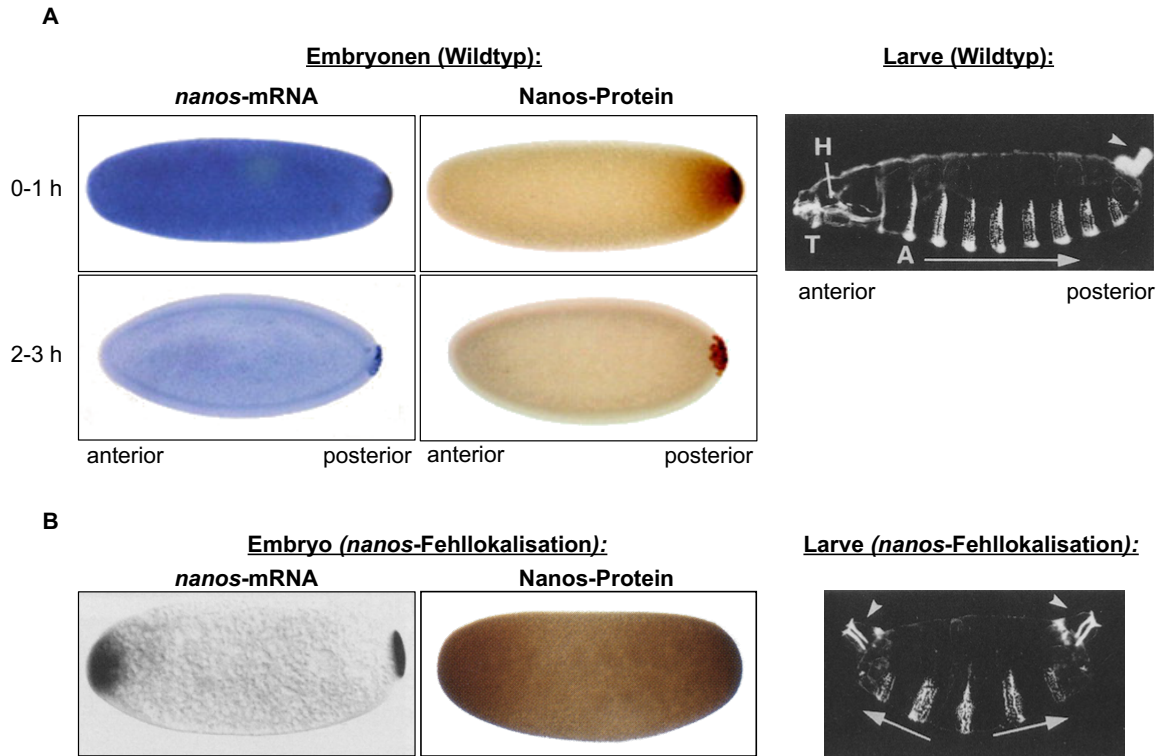 A
Embryonen (Wildtyp):
Larve (Wildtyp):
nanos-mRNA
Nanos-Protein
0-1 h
H
T
A
anterior
posterior
2-3 h
anterior
posterior
anterior
posterior
B
Embryo (nanos-Fehllokalisation):
Larve (nanos-Fehllokalisation):
nanos-mRNA
Nanos-Protein